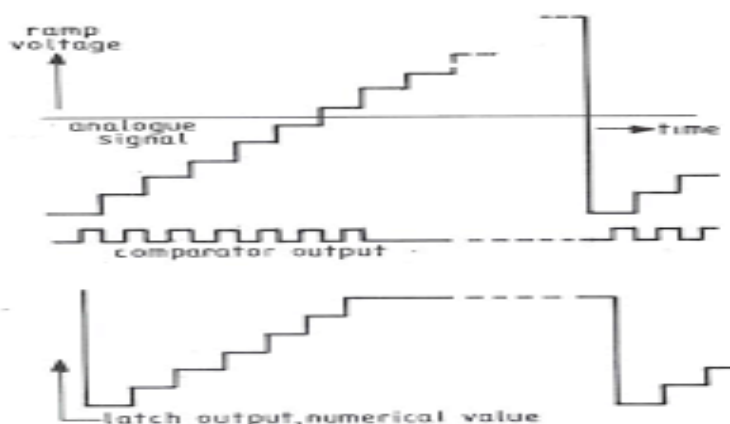 ramp
voltage
analogue
signal
time
comparator output
latch output, numerical value